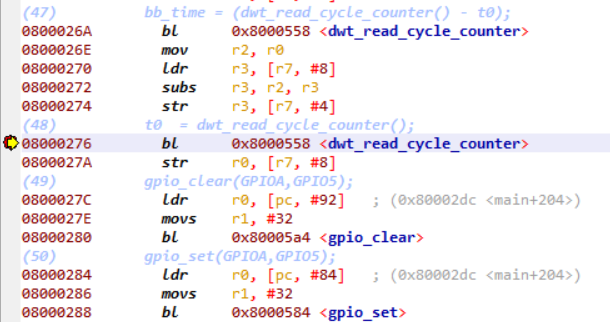 (47) bb_time = (dwt_read_cycle_counter() - t0);
0800026A bl 0x8000558 <dwt_read_cycle_counter>
0800026E mov r2, r0
08000270 ldr r3, [r7, #8]
08000272 subs r3, r2, r3
08000274 str r3, [r7, #4]
(48) t0 = dwt_read_cycle_counter();
08000276 bl 0x8000558 <dwt_read_cycle_counter>
0800027A str r0, [r7, #8]
(49) gpio_clear(GPIOA,GPIO5);
0800027C ldr r0, [pc, #92] ; (0x80002dc <main+204>)
0800027E movs r1, #32
08000280 bl 0x80005a4 <gpio_clear>
(50) gpio_set(GPIOA,GPIO5);
08000284 ldr r0, [pc, #84] ; (0x80002dc <main+204>)
08000286 movs r1, #32
08000288 bl 0x8000584 <gpio_set>